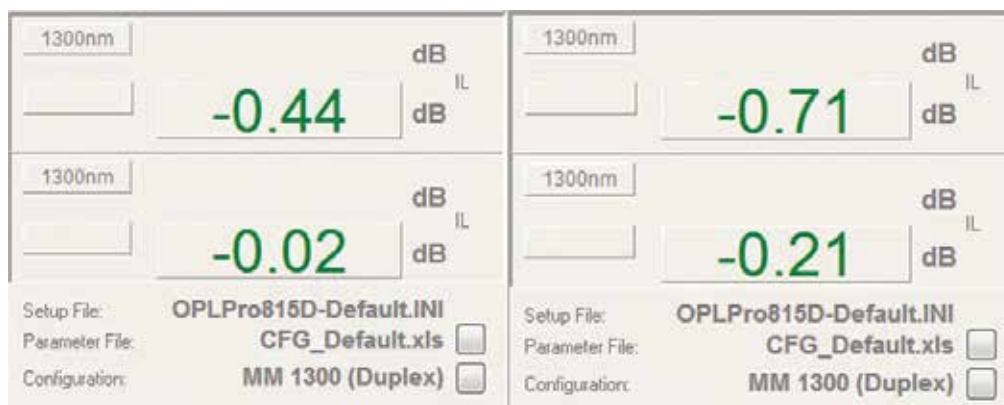 1300nm
dB
IL
-0.44 dB
1300nm
dB
IL
-0.02 dB
Setup File: OPLPro815D-Default.INI
Parameter File: CFG_Default.xls
Configuration: MM 1300 (Duplex)
1300nm
dB
IL
-0.71 dB
1300nm
dB
IL
-0.21 dB
Setup File: OPLPro815D-Default.INI
Parameter File: CFG_Default.xls
Configuration: MM 1300 (Duplex)